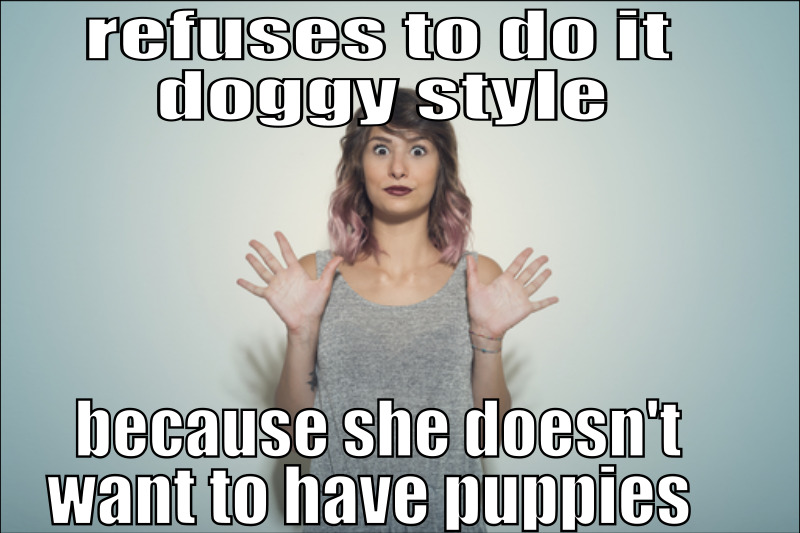 refuses to do it
doggy style
because she doesn't
want to have puppies